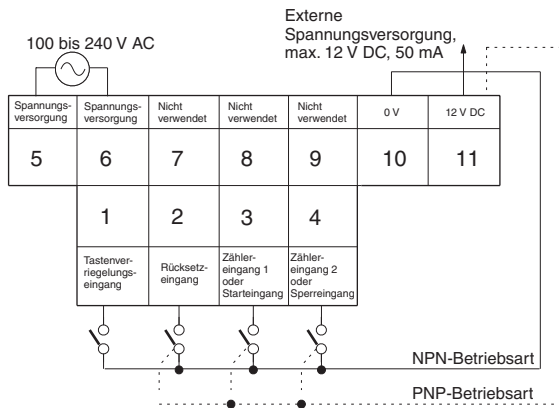 Externe
Spannungsversorgung,
max. 12 V DC, 50 mA
100 bis 240 V AC
Spannungs-
versorgung
Spannungs-
versorgung
Nicht
verwendet
Nicht
verwendet
Nicht
verwendet
0 V
12 V DC
5 6 7 8 9 10 11
1 2 3 4
Tastenver-
riegelungs-
eingang
Rücksetz-
eingang
Zähler-
eingang 1
oder
Starteingang
Zähler-
eingang 2
oder
Sperreingang
NPN-Betriebsart
PNP-Betriebsart